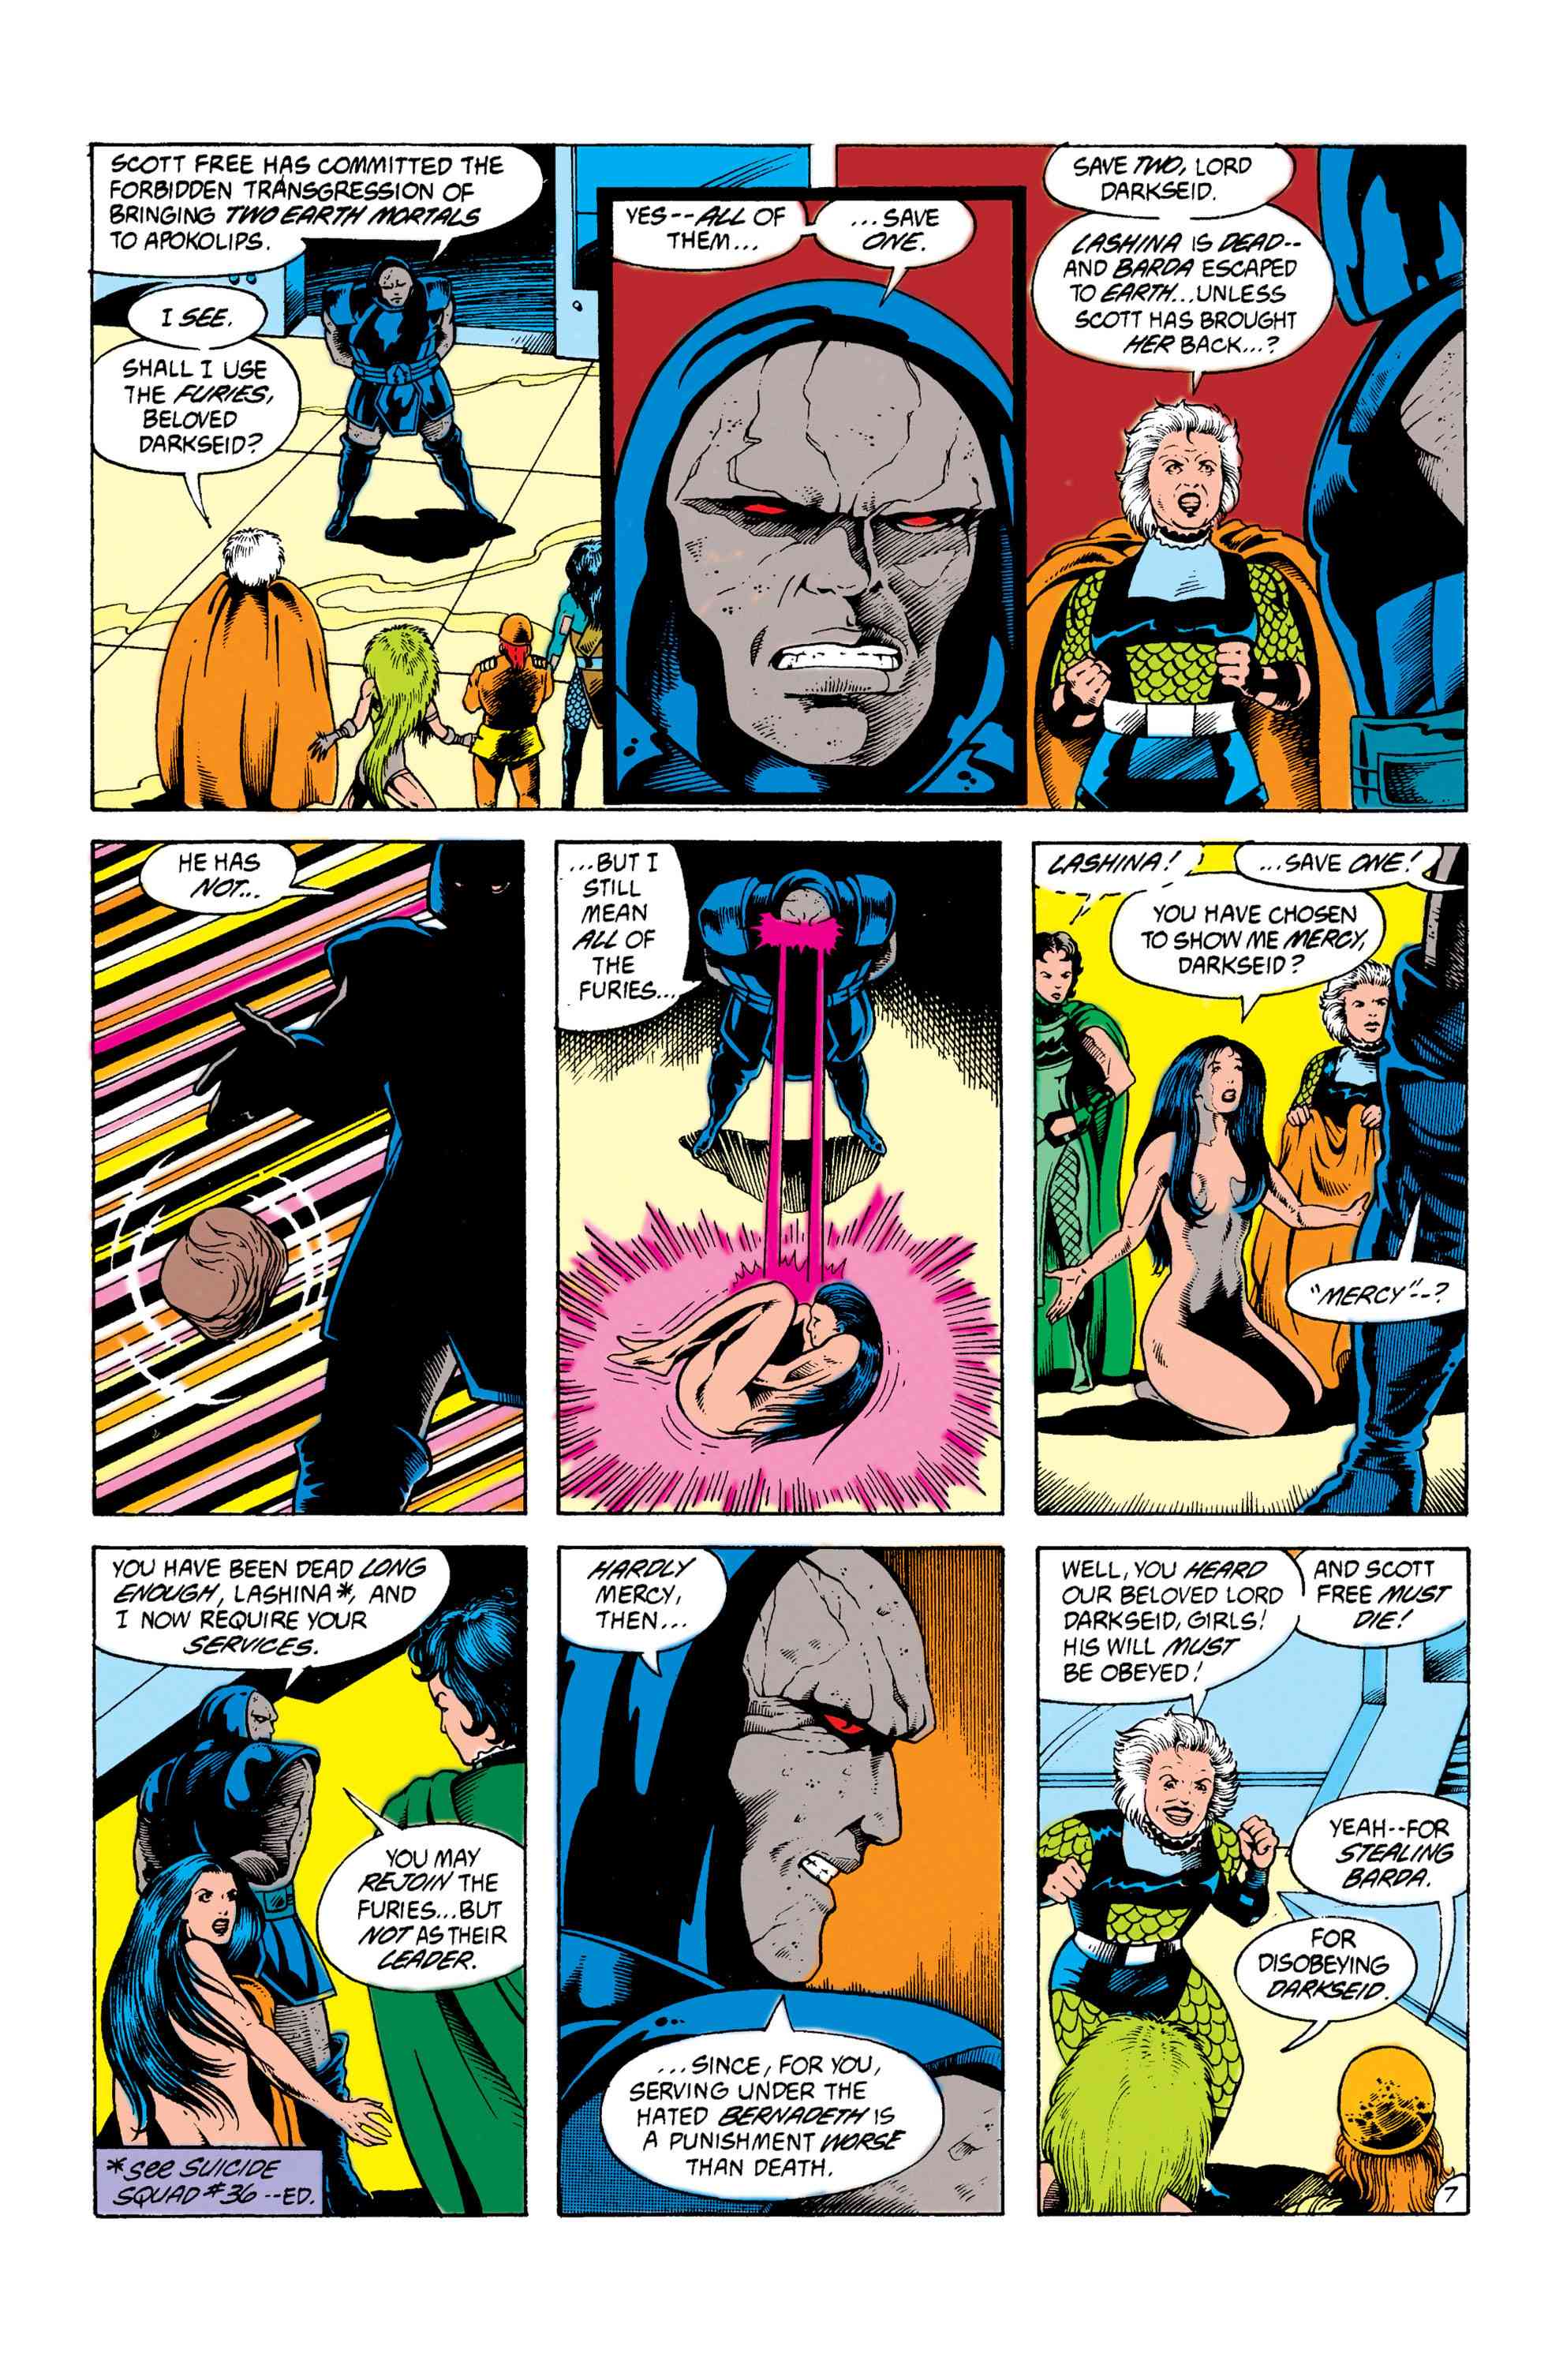 SCOTT FREE HAS COMMITTED THE
FORBIDDEN TRANSGRESSION OF
BRINGING TWO EARTH MORTALS
TO APOKOLIPS.
I SEE.
SHALL I USE
THE FURIES,
BELOVED
DARKSEID?
YES--ALL OF
THEM...
...SAVE
ONE.
SAVE TWO, LORD
DARKSEID.
LASHINA IS DEAD--
AND BARDA ESCAPED
TO EARTH...UNLESS
SCOTT HAS BROUGHT
HER BACK...?
HE HAS
NOT...
...BUT I
STILL
MEAN
ALL OF
THE
FURIES...
...SAVE ONE!
LASHINA!
YOU HAVE CHOSEN
TO SHOW ME MERCY,
DARKSEID?
"MERCY"--?
YOU HAVE BEEN DEAD LONG
ENOUGH, LASHINA*, AND
I NOW REQUIRE YOUR
SERVICES.
YOU MAY
REJOIN THE
FURIES...BUT
NOT AS THEIR
LEADER.
*SEE SUICIDE
SQUAD #36--ED.
HARDLY
MERCY,
THEN...
...SINCE, FOR YOU,
SERVING UNDER THE
HATED BERNADETH IS
A PUNISHMENT WORSE
THAN DEATH.
WELL, YOU HEARD
OUR BELOVED LORD
DARKSEID, GIRLS!
HIS WILL MUST
BE OBEYED!
AND SCOTT
FREE MUST
DIE!
YEAH--FOR
STEALING
BARDA.
FOR
DISOBEYING
DARKSEID.
7